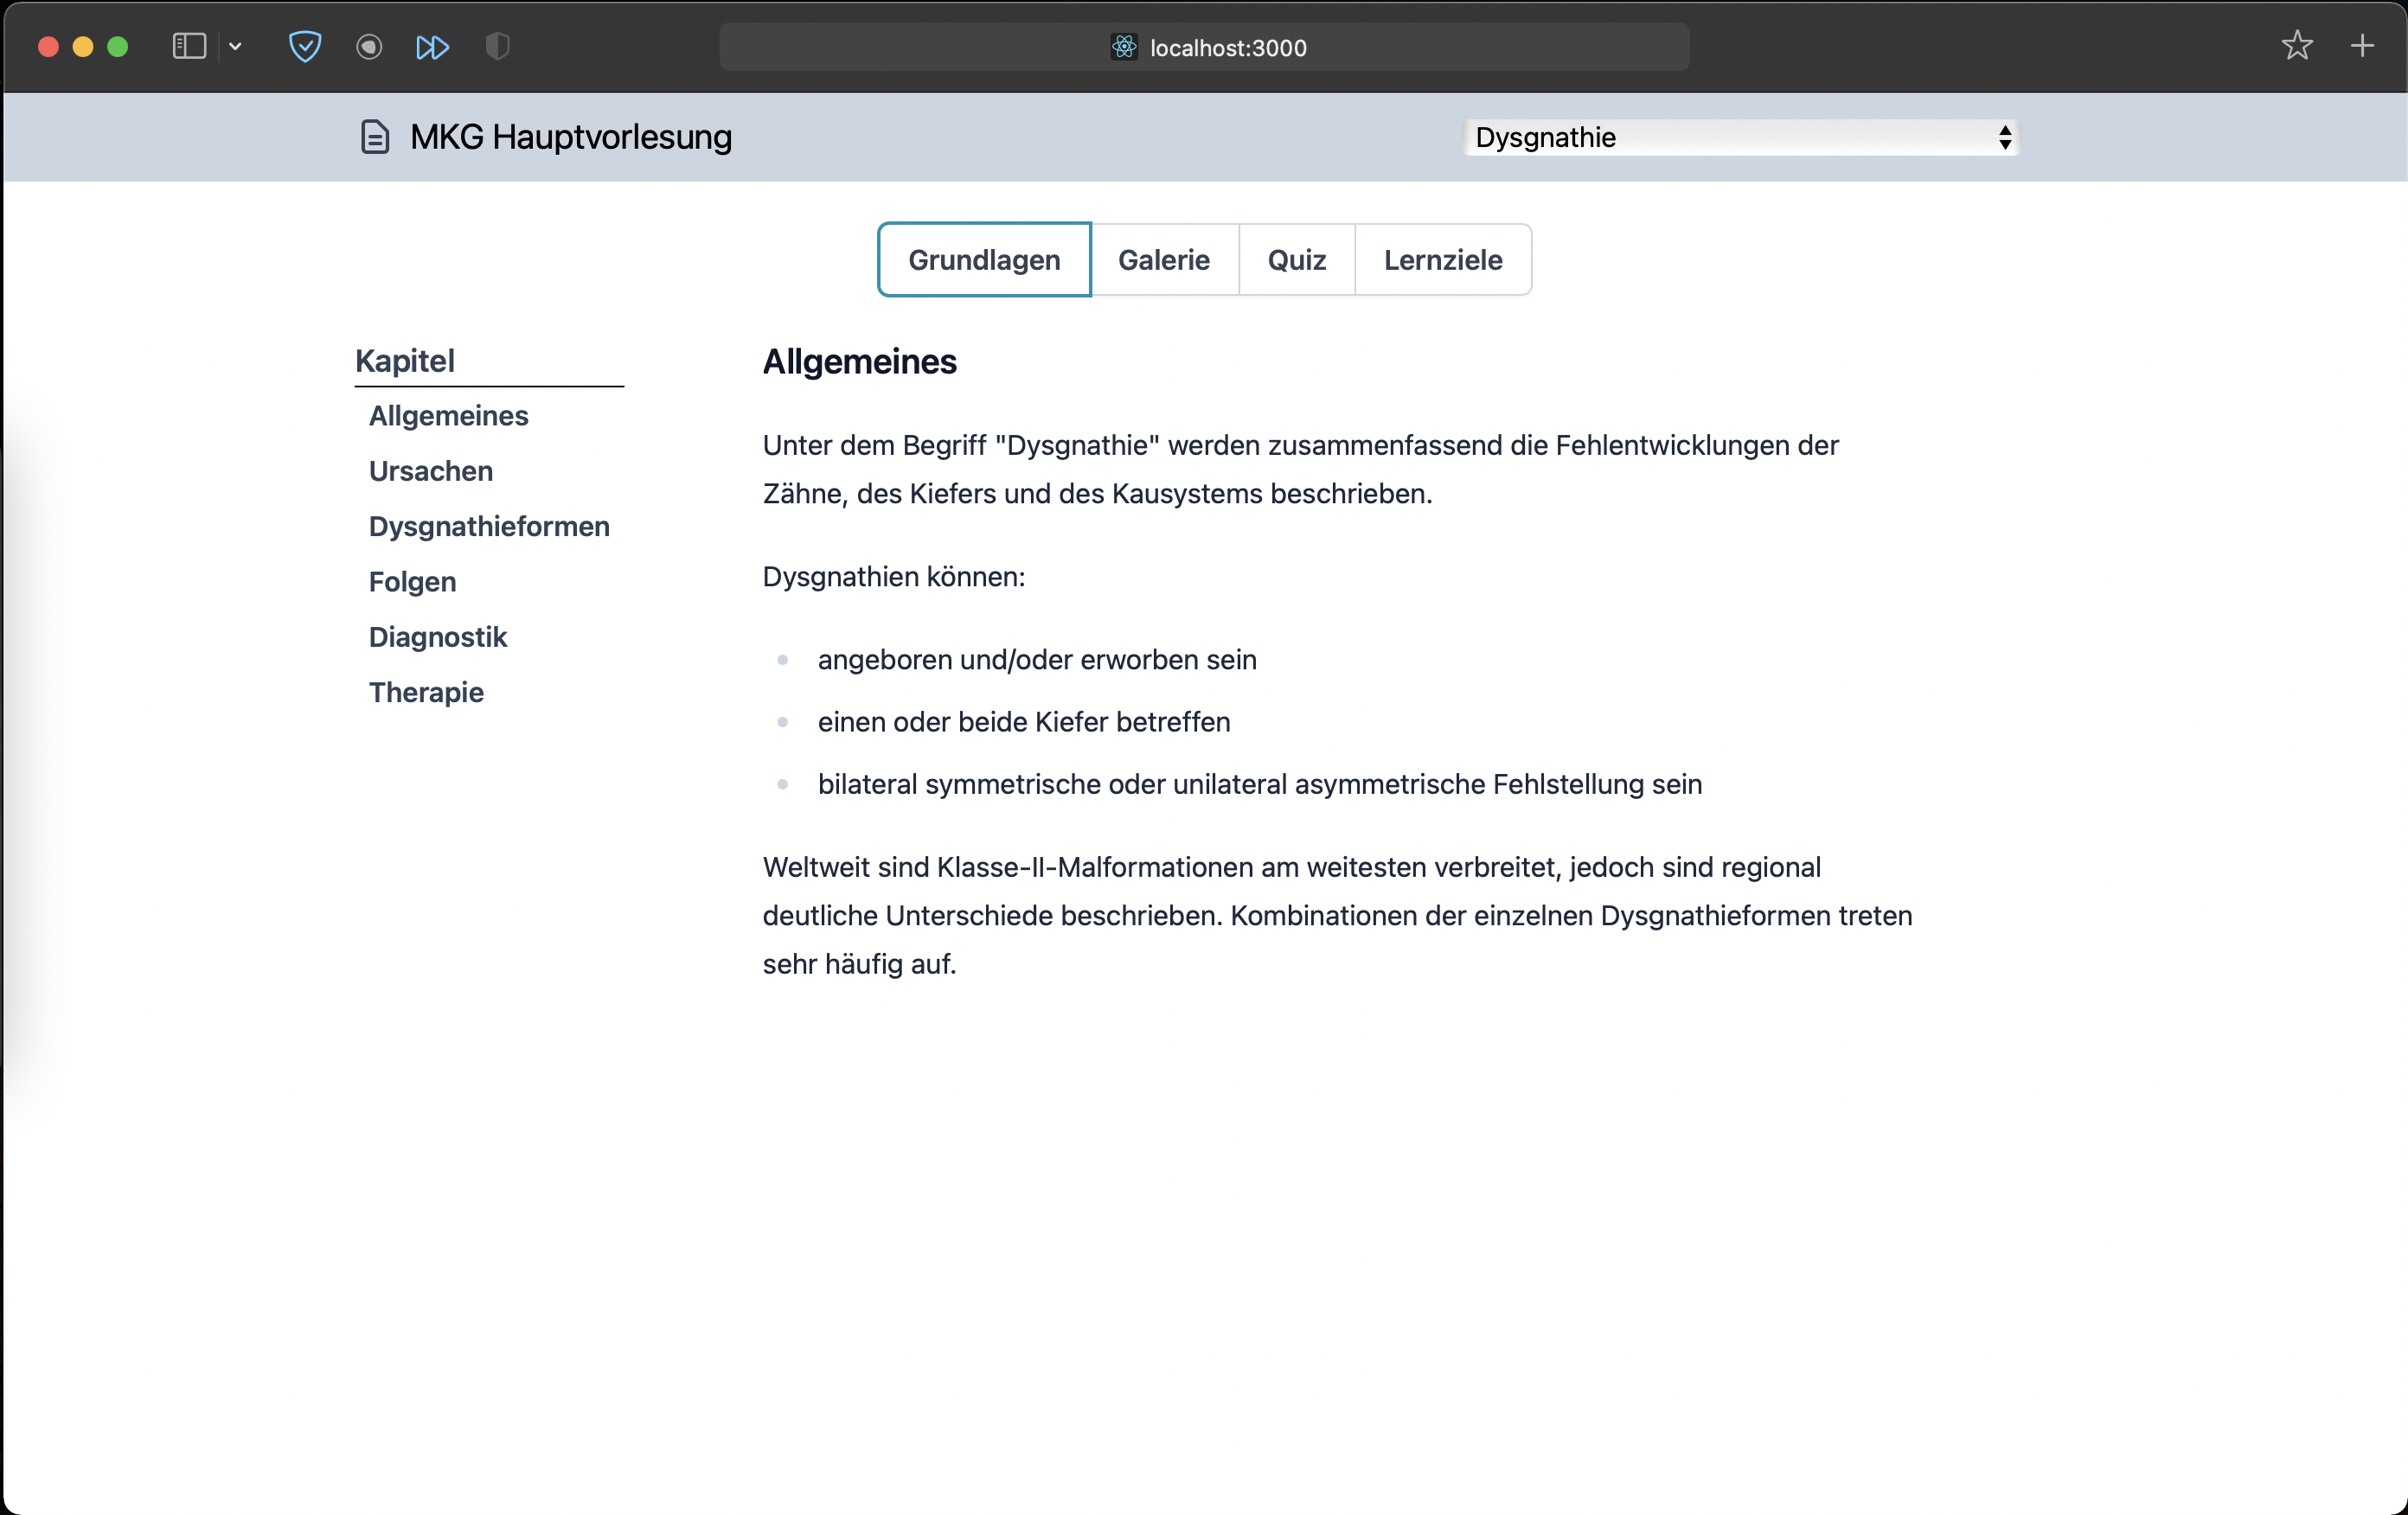 localhost:3000
MKG Hauptvorlesung
Dysgnathie
Grundlagen
Galerie
Quiz
Lernziele
Kapitel
Allgemeines
Ursachen
Dysgnathieformen
Folgen
Diagnostik
Therapie
Allgemeines
Unter dem Begriff "Dysgnathie" werden zusammenfassend die Fehlentwicklungen der
Zähne, des Kiefers und des Kausystems beschrieben.
Dysgnathien können:
angeboren und/oder erworben sein
einen oder beide Kiefer betreffen
bilateral symmetrische oder unilateral asymmetrische Fehlstellung sein
Weltweit sind Klasse-II-Malformationen am weitesten verbreitet, jedoch sind regional
deutliche Unterschiede beschrieben. Kombinationen der einzelnen Dysgnathieformen treten
sehr häufig auf.